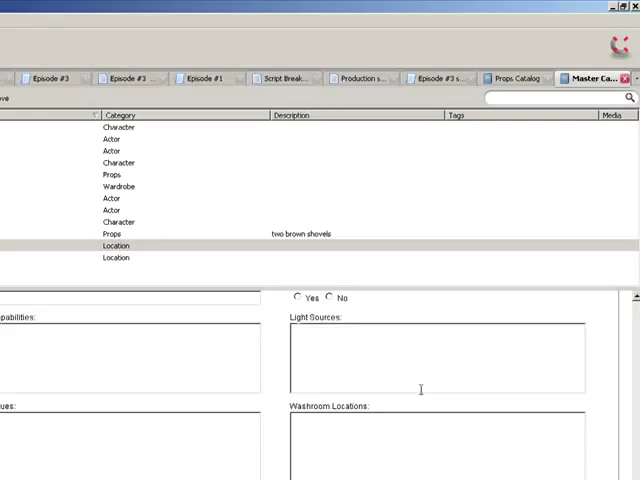 Episode #3 Episode #3 ... Episode #1 Script Break... Production s... Episode #3 s... Props Catalog Master Ca...
ove
Category Description Tags Media
Character
Actor
Actor
Character
Props
Wardrobe
Actor
Actor
Character
Props two brown shovels
Location
Location
Yes No
pabilities: Light Sources:
ues: Washroom Locations: